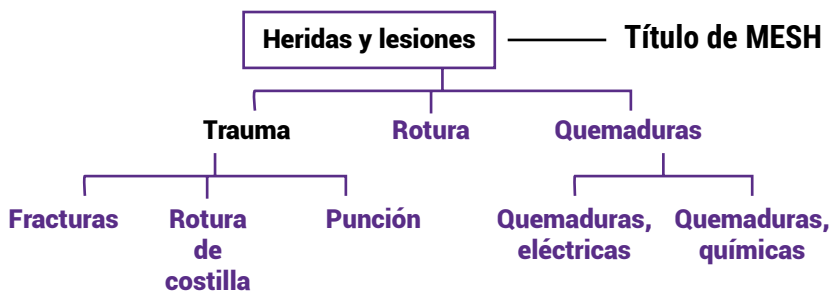 Heridas y lesiones
Título de MESH
Trauma
Rotura
Quemaduras
Fracturas
Rotura
de
costilla
Punción
Quemaduras,
eléctricas
Quemaduras,
químicas